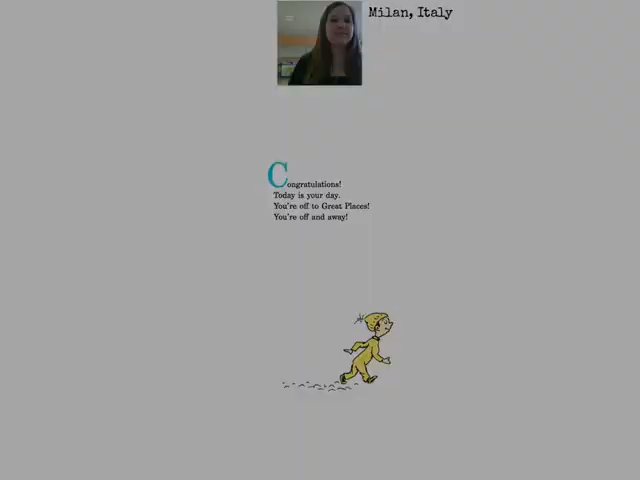 Milan, Italy
Congratulations!
Today is your day.
You're off to Great Places!
You're off and away!